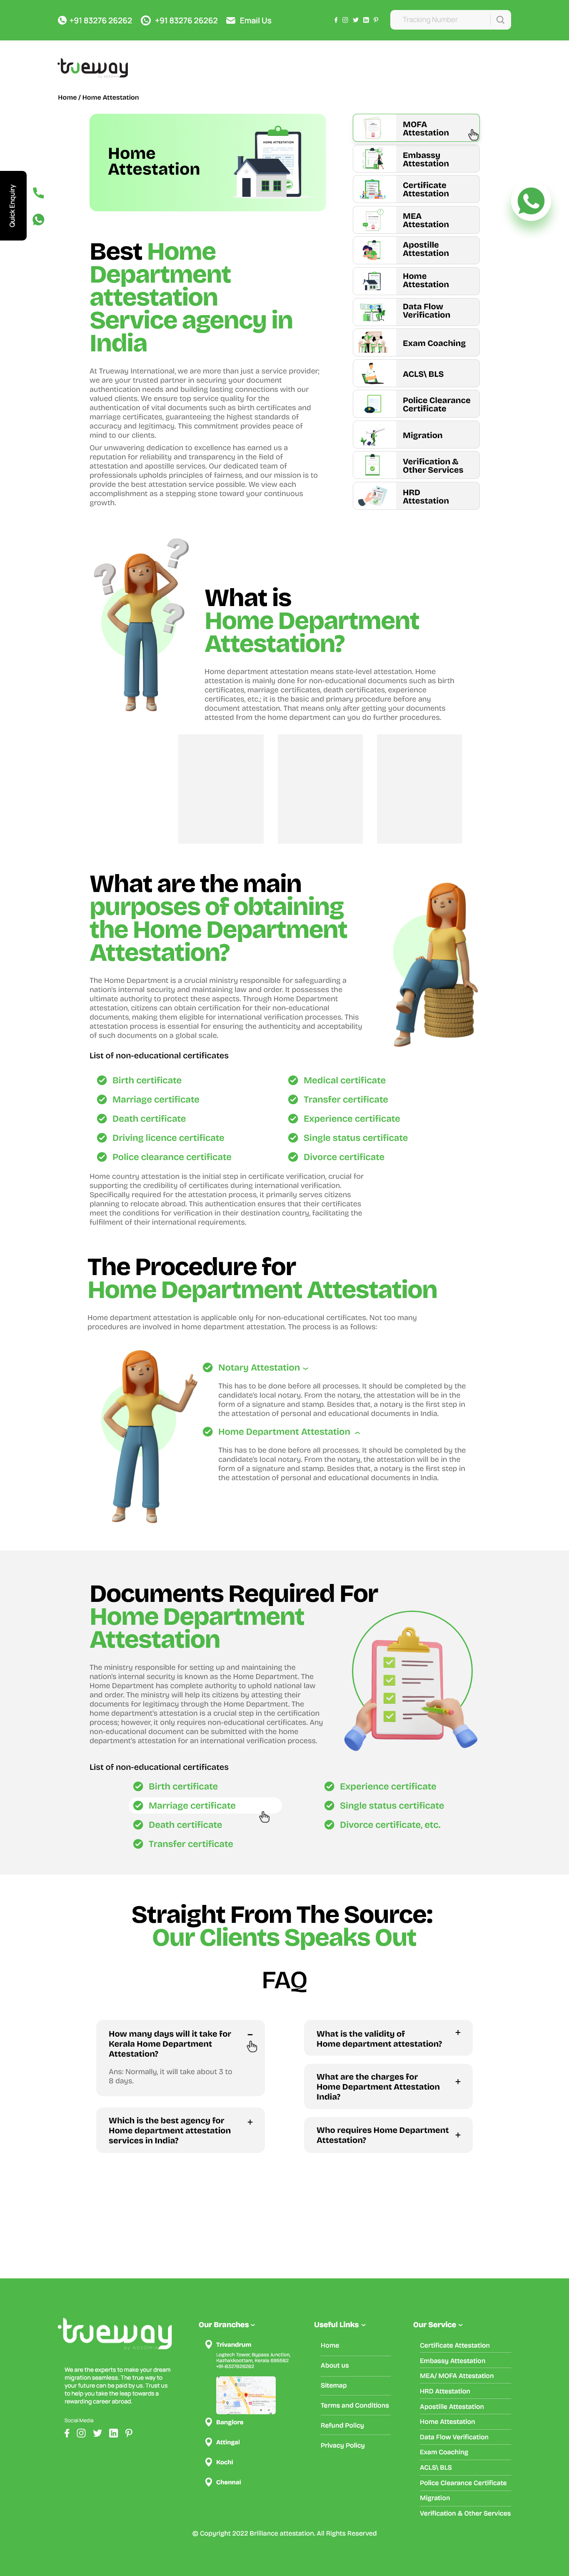 +91 83276 26262
+91 83276 26262
Email Us
Tracking Number
trueway
Home / Home Attestation
Quick Enquiry
Home
Attestation
HOME ATTESTATION
MOFA
Attestation
Embassy
Attestation
Certificate
Attestation
MEA
Attestation
Apostille
Attestation
Home
Attestation
Data Flow
Verification
Exam Coaching
ACLS\ BLS
Police Clearance
Certificate
Migration
Verification &
Other Services
HRD
Attestation
Best Home
Department
attestation
Service agency in
India
At Trueway International, we are more than just a service provider;
we are your trusted partner in securing your document
authentication needs and building lasting connections with our
valued clients. We ensure top service quality for the
authentication of vital documents such as birth certificates and
marriage certificates, guaranteeing the highest standards of
accuracy and legitimacy. This commitment provides peace of
mind to our clients.
Our unwavering dedication to excellence has earned us a
reputation for reliability and transparency in the field of
attestation and apostille services. Our dedicated team of
professionals upholds principles of fairness, and our mission is to
provide the best attestation service possible. We view each
accomplishment as a stepping stone toward your continuous
growth.
What is
Home Department
Attestation?
Home department attestation means state-level attestation. Home
attestation is mainly done for non-educational documents such as birth
certificates, marriage certificates, death certificates, experience
certificates, etc.; it is the basic and primary procedure before any
document attestation. That means only after getting your documents
attested from the home department can you do further procedures.
What are the main
purposes of obtaining
the Home Department
Attestation?
The Home Department is a crucial ministry responsible for safeguarding a
nation's internal security and maintaining law and order. It possesses the
ultimate authority to protect these aspects. Through Home Department
attestation, citizens can obtain certification for their non-educational
documents, making them eligible for international verification processes. This
attestation process is essential for ensuring the authenticity and acceptability
of such documents on a global scale.
List of non-educational certificates
Birth certificate
Marriage certificate
Death certificate
Driving licence certificate
Police clearance certificate
Medical certificate
Transfer certificate
Experience certificate
Single status certificate
Divorce certificate
Home country attestation is the initial step in certificate verification, crucial for
supporting the credibility of certificates during international verification.
Specifically required for the attestation process, it primarily serves citizens
planning to relocate abroad. This authentication ensures that their certificates
meet the conditions for verification in their destination country, facilitating the
fulfilment of their international requirements.
The Procedure for
Home Department Attestation
Home department attestation is applicable only for non-educational certificates. Not too many
procedures are involved in home department attestation. The process is as follows:
Notary Attestation
This has to be done before all processes. It should be completed by the
candidate's local notary. From the notary, the attestation will be in the
form of a signature and stamp. Besides that, a notary is the first step in
the attestation of personal and educational documents in India.
Home Department Attestation
This has to be done before all processes. It should be completed by the
candidate's local notary. From the notary, the attestation will be in the
form of a signature and stamp. Besides that, a notary is the first step in
the attestation of personal and educational documents in India.
Documents Required For
Home Department
Attestation
The ministry responsible for setting up and maintaining the
nation's internal security is known as the Home Department. The
Home Department has complete authority to uphold national law
and order. The ministry will help its citizens by attesting their
documents for legitimacy through the Home Department. The
home department's attestation is a crucial step in the certification
process; however, it only requires non-educational certificates. Any
non-educational document can be submitted with the home
department's attestation for an international verification process.
List of non-educational certificates
Birth certificate
Marriage certificate
Death certificate
Transfer certificate
Experience certificate
Single status certificate
Divorce certificate, etc.
Straight From The Source:
Our Clients Speaks Out
FAQ
How many days will it take for
Kerala Home Department
Attestation?
Ans: Normally, it will take about 3 to
8 days.
Which is the best agency for
Home department attestation
services in India?
What is the validity of
Home department attestation?
What are the charges for
Home Department Attestation
India?
Who requires Home Department
Attestation?
trueway
We are the experts to make your dream
migration seamless. The true way to
your future can be paid by us. Trust us
to help you take the leap towards a
rewarding career abroad.
Social Media
Our Branches
Trivandrum
Logitech Tower, Bypass Junction,
Kazhakkoottam, Kerala 695582
+91-8327626262
Banglore
Attingal
Kochi
Chennai
Useful Links
Home
About us
Sitemap
Terms and Conditions
Refund Policy
Privacy Policy
Our Service
Certificate Attestation
Embassy Attestation
MEA/ MOFA Attestation
HRD Attestation
Apostille Attestation
Home Attestation
Data Flow Verification
Exam Coaching
ACLS\ BLS
Police Clearance Certificate
Migration
Verification & Other Services
© Copyright 2022 Brilliance attestation. All Rights Reserved